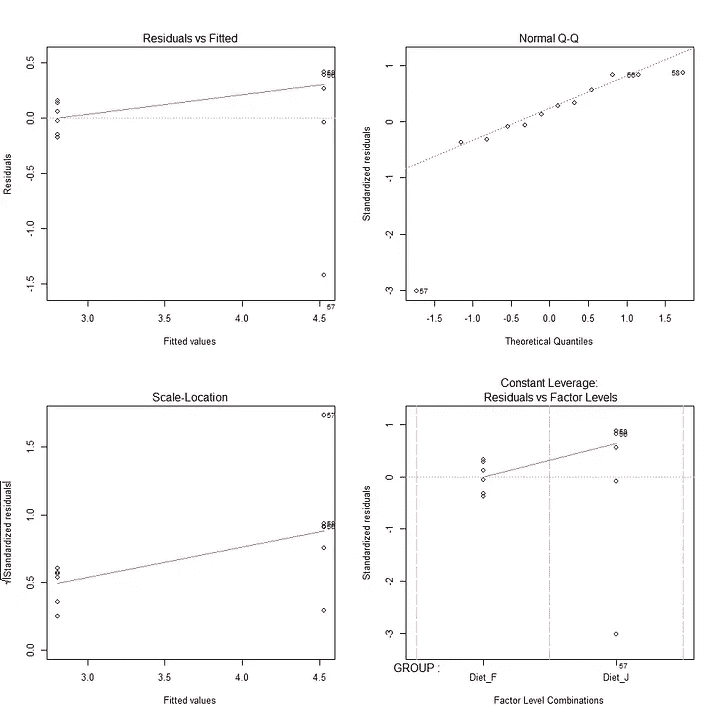 Residuals vs Fitted
Residuals
0.5
0.0
-0.5
-1.0
-1.5
58
57
3.0
3.5
4.0
4.5
Fitted values
Normal Q-Q
Standardized residuals
1
0
-1
-2
-3
56
58
57
-1.5
-1.0
-0.5
0.0
0.5
1.0
1.5
Theoretical Quantiles
Scale-Location
√|Standardized residuals|
1.5
1.0
0.5
0.0
57
58
3.0
3.5
4.0
4.5
Fitted values
Constant Leverage:
Residuals vs Factor Levels
Standardized residuals
1
0
-1
-2
-3
58
57
GROUP :
Diet_F
Diet_J
Factor Level Combinations